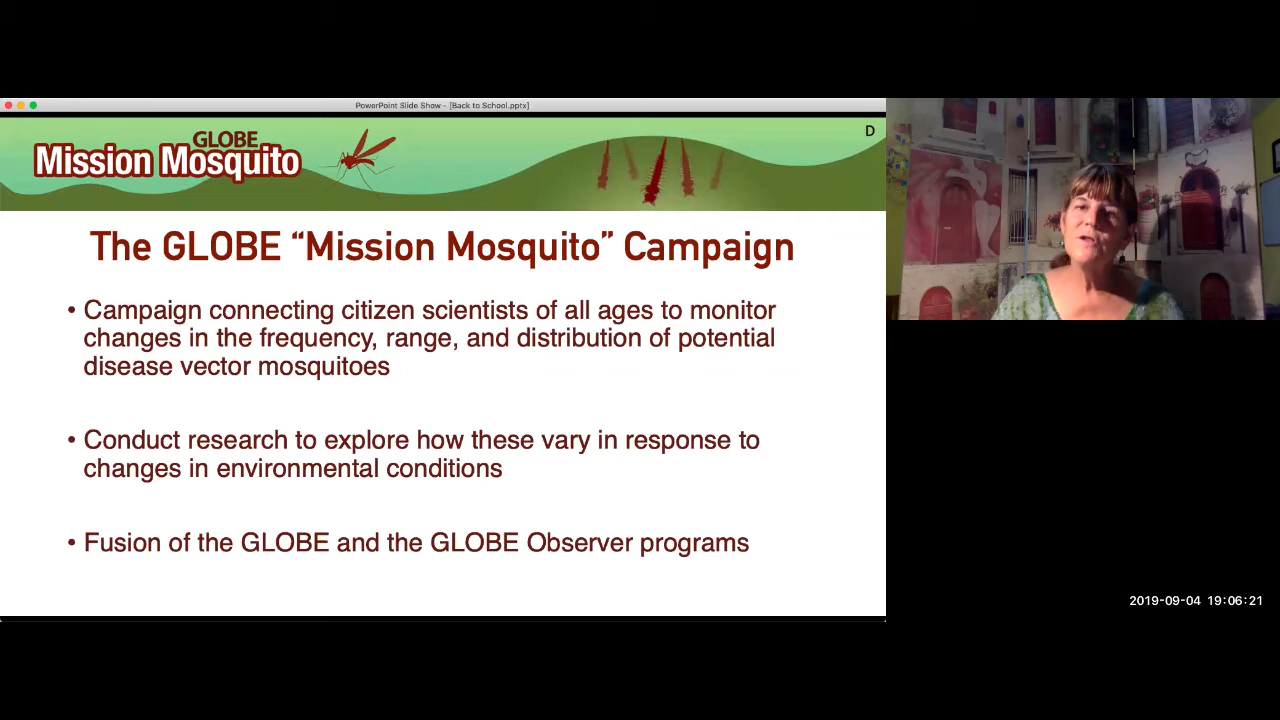 PowerPoint Slide Show - [Back to School.pptx]
D
GLOBE
Mission Mosquito
The GLOBE “Mission Mosquito” Campaign
• Campaign connecting citizen scientists of all ages to monitor
changes in the frequency, range, and distribution of potential
disease vector mosquitoes
• Conduct research to explore how these vary in response to
changes in environmental conditions
• Fusion of the GLOBE and the GLOBE Observer programs
2019-09-04 19:06:21